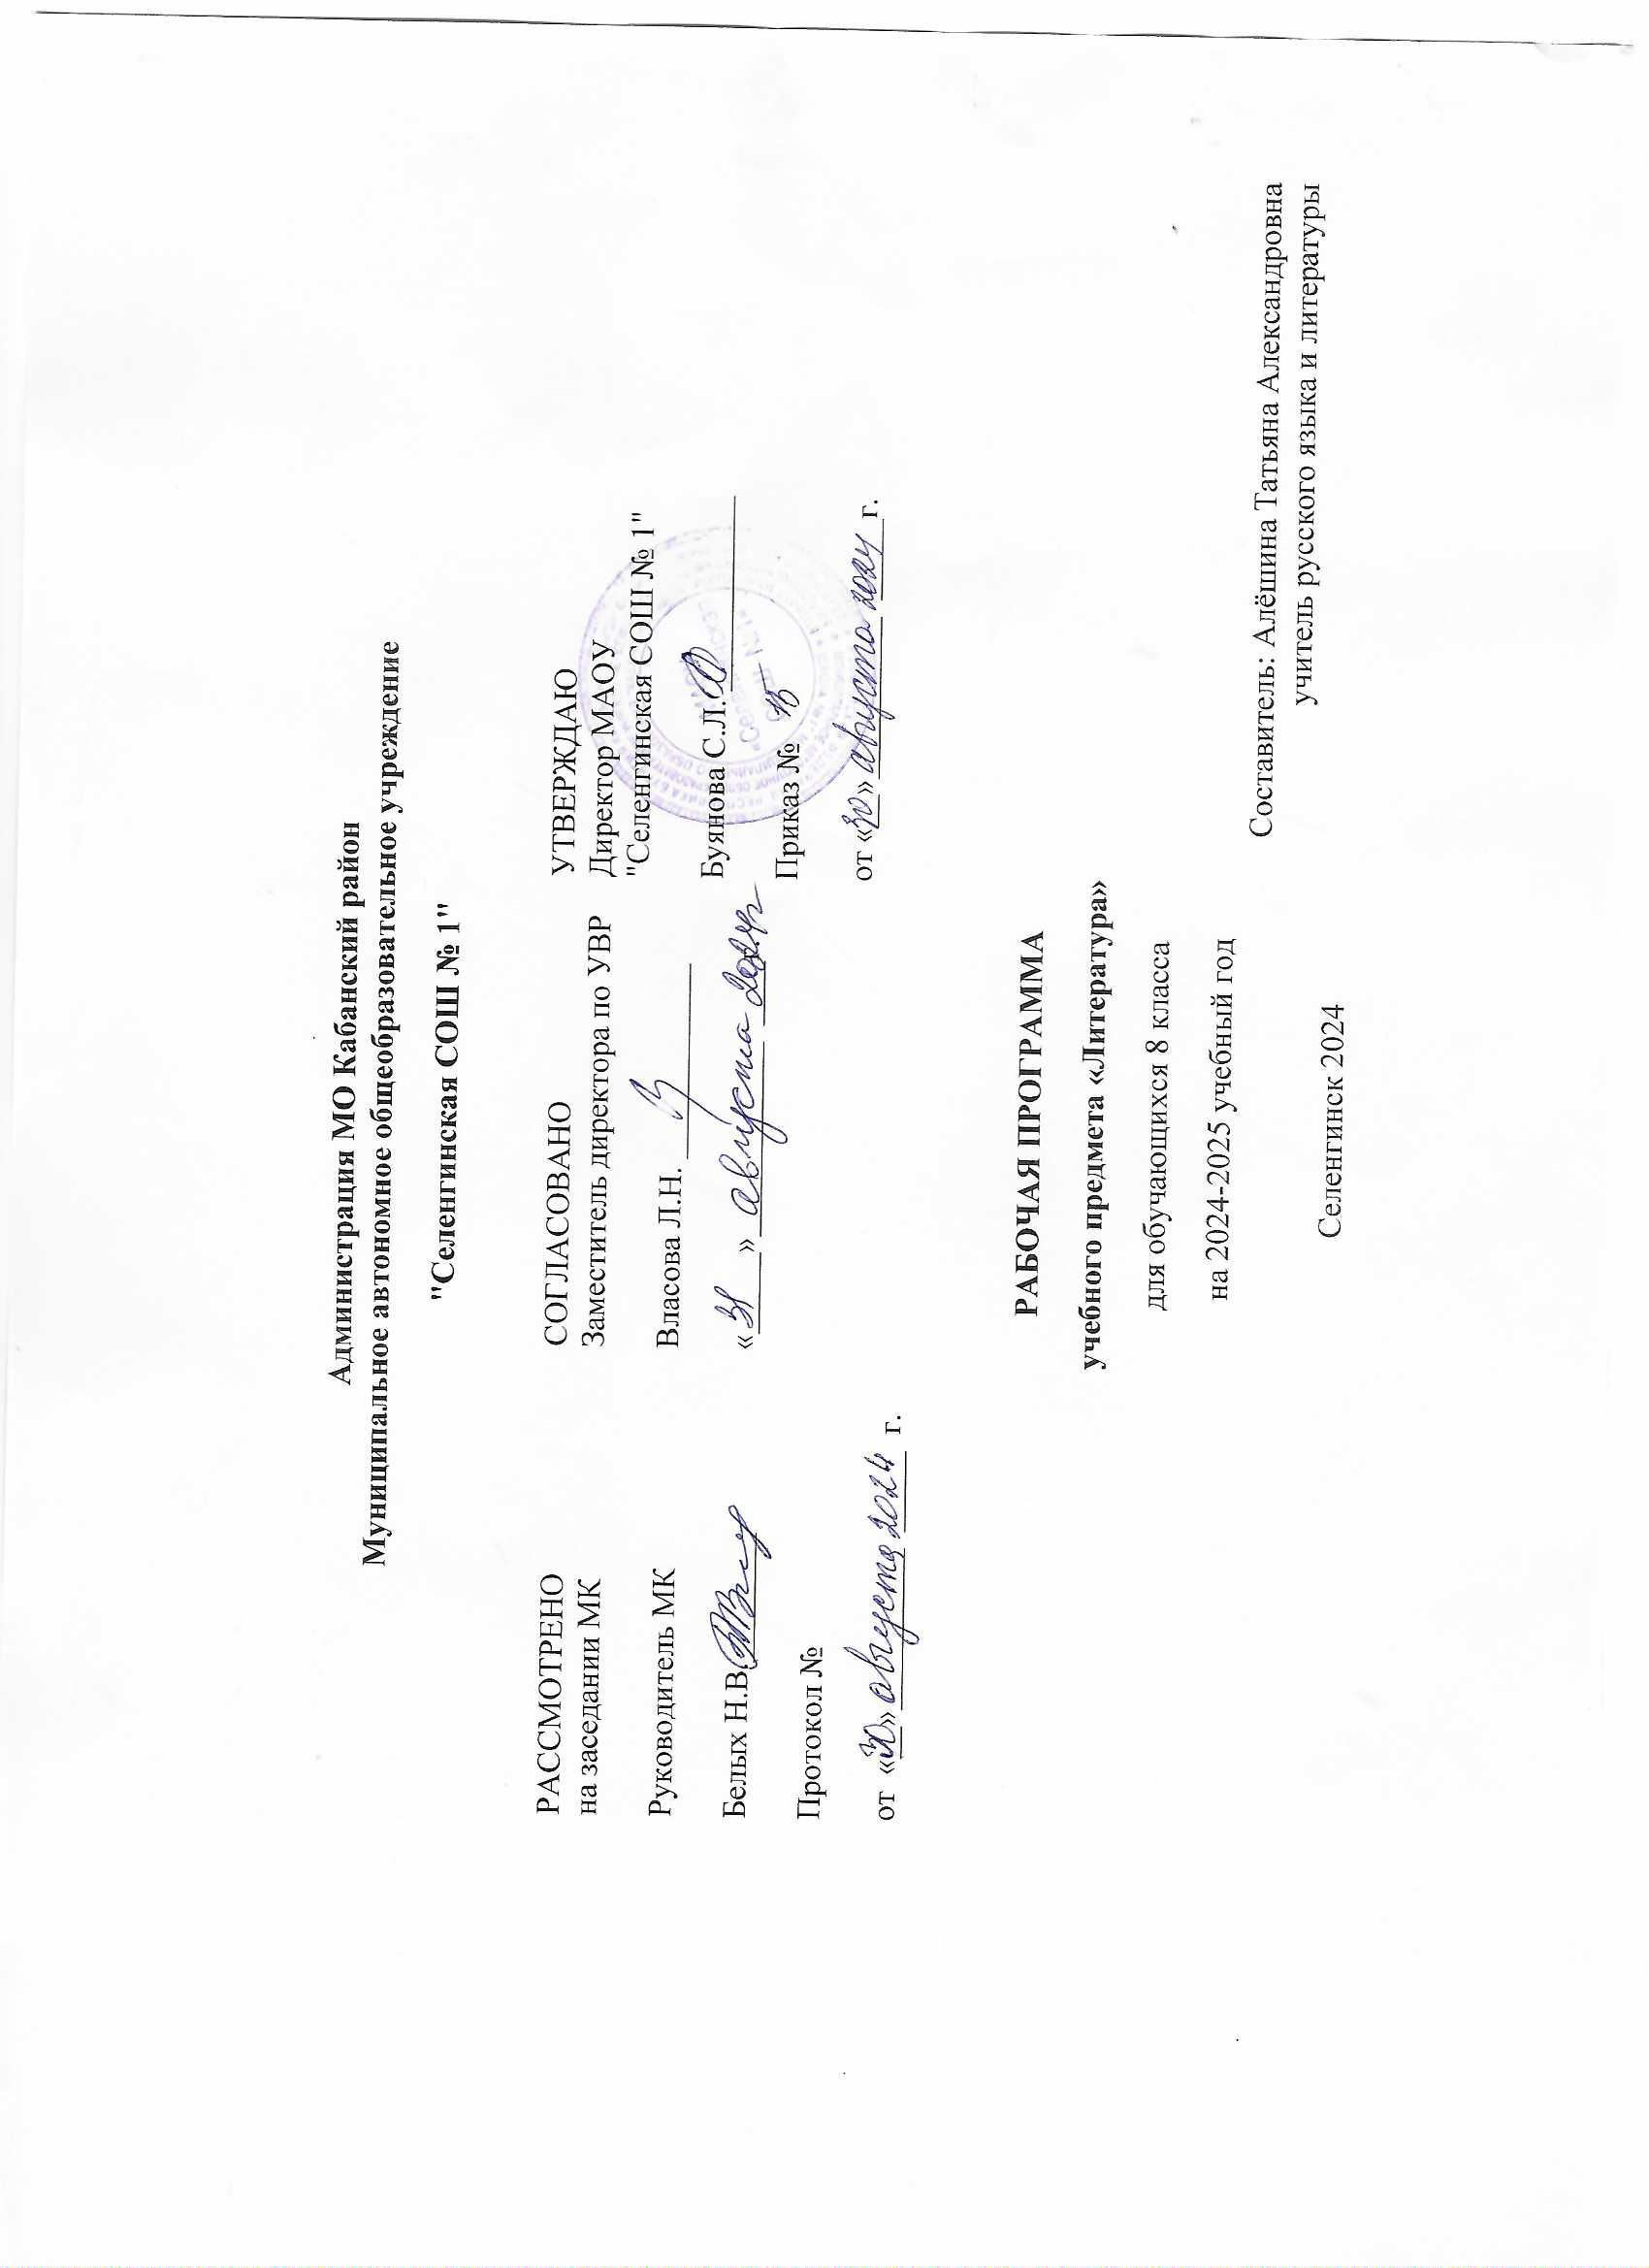 Администрация МО Кабанский район
Муниципальное автономное общеобразовательное учреждение
"Селенгинская СОШ № 1"
РАССМОТРЕНО
на заседании МК
Руководитель МК
Белых Н.В.
Протокол №
от «30» августа 2024 г.
СОГЛАСОВАНО
Заместитель директора по УВР
Власова Л.Н.
«31» августа 2024г
УТВЕРЖДАЮ
Директор МАОУ
"Селенгинская СОШ № 1"
Буянова С.Л.
Приказ №
от «30» августа 2024 г.
РАБОЧАЯ ПРОГРАММА
учебного предмета «Литература»
для обучающихся 8 класса
на 2024-2025 учебный год
Составитель: Алёшина Татьяна Александровна
учитель русского языка и литературы
Селенгинск 2024